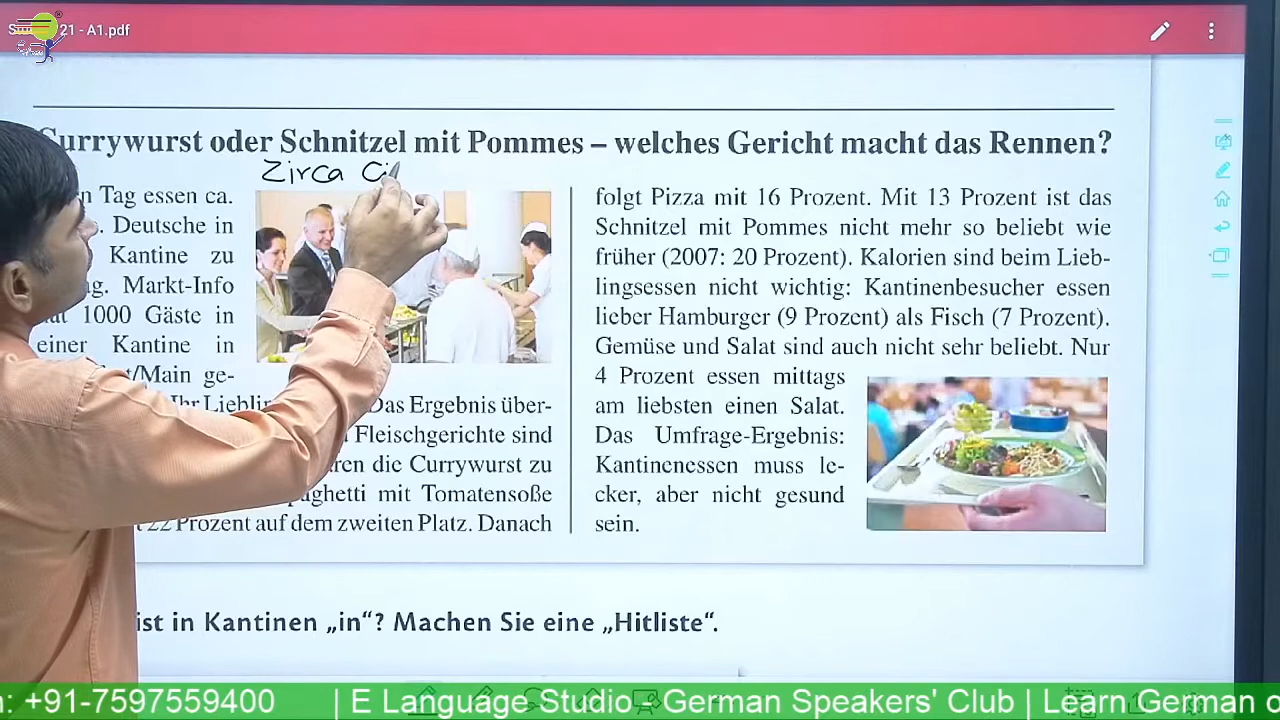 21 - A1.pdf
Currywurst oder Schnitzel mit Pommes – welches Gericht macht das Rennen?
Zirca Ci
n Tag essen ca.
Deutsche in
Kantine zu
ag. Markt-Info
hat 1000 Gäste in
einer Kantine in
/Main ge-
Ihr Das Ergebnis über-
Fleischgerichte sind
die Currywurst zu
mit Tomatensoße
22 Prozent auf dem zweiten Platz. Danach
folgt Pizza mit 16 Prozent. Mit 13 Prozent ist das
Schnitzel mit Pommes nicht mehr so beliebt wie
früher (2007: 20 Prozent). Kalorien sind beim Lieb-
lingsessen nicht wichtig: Kantinenbesucher essen
lieber Hamburger (9 Prozent) als Fisch (7 Prozent).
Gemüse und Salat sind auch nicht sehr beliebt. Nur
4 Prozent essen mittags
am liebsten einen Salat.
Das Umfrage-Ergebnis:
Kantinenessen muss le-
cker, aber nicht gesund
sein.
ist in Kantinen „in“? Machen Sie eine „Hitliste“.
: +91-7597559400 | E Language Studio - German Speakers' Club | Learn German